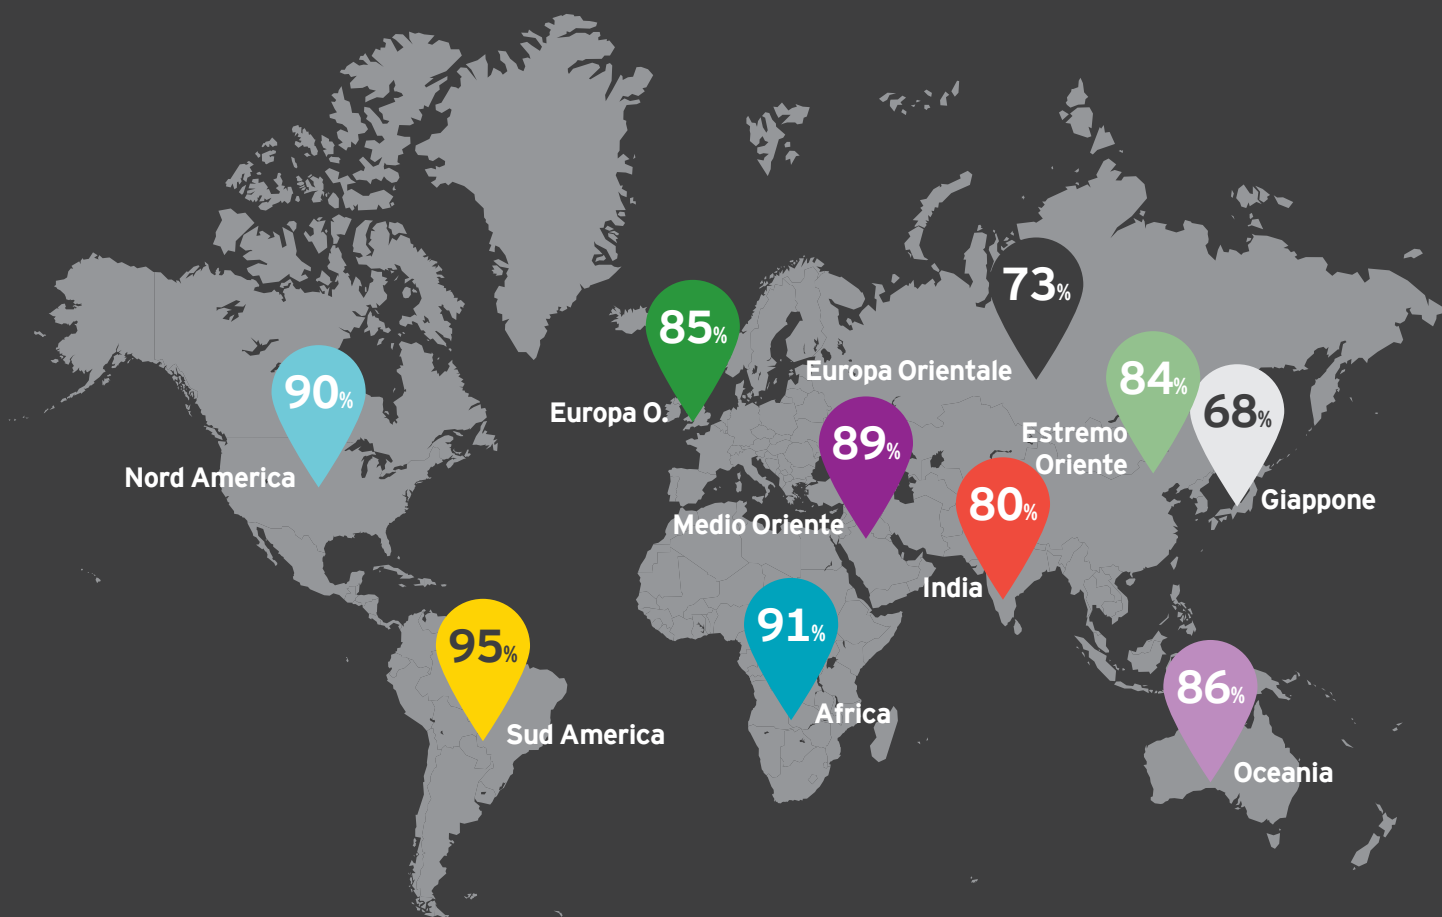 73%
Europa Orientale
85%
Europa O.
84%
Estremo
Oriente
68%
Giappone
90%
Nord America
89%
Medio Oriente
80%
India
91%
Africa
95%
Sud America
86%
Oceania